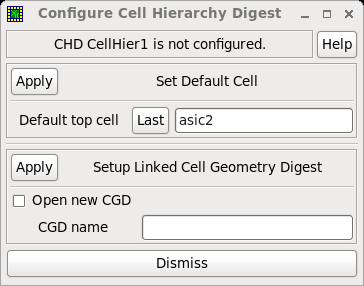 Configure Cell Hierarchy Digest
CHD CellHier1 is not configured. Help
Apply Set Default Cell
Default top cell Last asic2
Apply Setup Linked Cell Geometry Digest
Open new CGD
CGD name
Dismiss